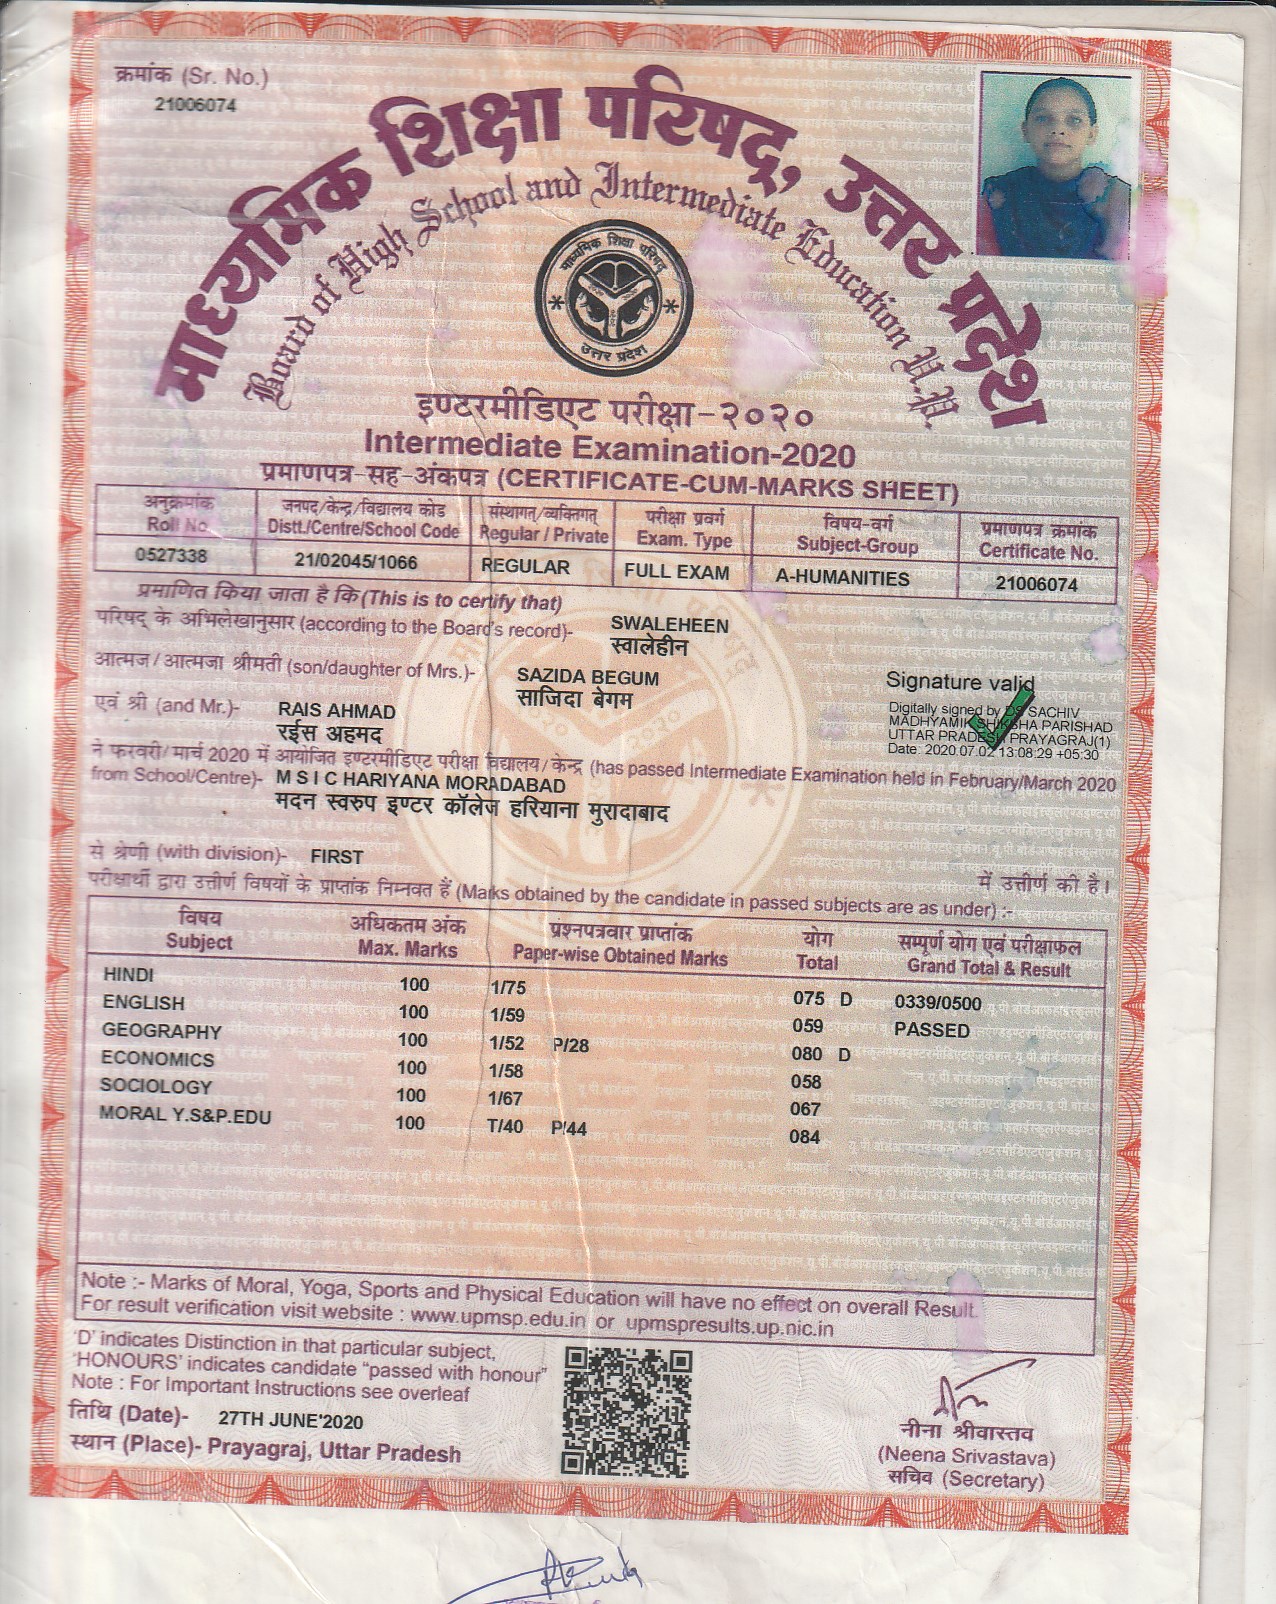 क्रमांक (Sr. No.)
21006074
माध्यमिक शिक्षा परिषद्, उत्तर प्रदेश
Board of High School and Intermediate Education U.P.
माध्यमिक शिक्षा परिषद्
उत्तर प्रदेश
इण्टरमीडिएट परीक्षा-२०२०
Intermediate Examination-2020
प्रमाणपत्र-सह-अंकपत्र (CERTIFICATE-CUM-MARKS SHEET)
अनुक्रमांक जनपद/केन्द्र/विद्यालय कोड संस्थागत/व्यक्तिगत् परीक्षा प्रवर्ग विषय-वर्ग प्रमाणपत्र क्रमांक
Roll No. Distt./Centre/School Code Regular / Private Exam. Type Subject-Group Certificate No.
0527338 21/02045/1066 REGULAR FULL EXAM A-HUMANITIES 21006074
प्रमाणित किया जाता है कि (This is to certify that)
परिषद् के अभिलेखानुसार (according to the Board's record)- SWALEHEEN
स्वालेहीन
आत्मज/आत्मजा श्रीमती (son/daughter of Mrs.)- SAZIDA BEGUM
साजिदा बेगम
एवं श्री (and Mr.)- RAIS AHMAD
रईस अहमद
Signature valid
Digitally signed by DS SACHIV
MADHYAMIK SHIKSHA PARISHAD
UTTAR PRADESH PRAYAGRAJ(1)
Date: 2020.07.02 13:08:29 +05:30
ने फरवरी/मार्च 2020 में आयोजित इण्टरमीडिएट परीक्षा विद्यालय/केन्द्र (has passed Intermediate Examination held in February/March 2020
from School/Centre)- M S I C HARIYANA MORADABAD
मदन स्वरुप इण्टर कॉलेज हरियाना मुरादाबाद
से श्रेणी (with division)- FIRST में उत्तीर्ण की है।
परीक्षार्थी द्वारा उत्तीर्ण विषयों के प्राप्तांक निम्नवत हैं (Marks obtained by the candidate in passed subjects are as under) :-
विषय अधिकतम अंक प्रश्नपत्रवार प्राप्तांक योग सम्पूर्ण योग एवं परीक्षाफल
Subject Max. Marks Paper-wise Obtained Marks Total Grand Total & Result
HINDI 100 1/75 075 D 0339/0500
ENGLISH 100 1/59 059 PASSED
GEOGRAPHY 100 1/52 P/28 080 D
ECONOMICS 100 1/58 058
SOCIOLOGY 100 1/67 067
MORAL Y.S&P.EDU 100 T/40 P/44 084
Note :- Marks of Moral, Yoga, Sports and Physical Education will have no effect on overall Result.
For result verification visit website : www.upmsp.edu.in or upmspresults.up.nic.in
'D' indicates Distinction in that particular subject,
'HONOURS' indicates candidate "passed with honour"
Note : For Important Instructions see overleaf
तिथि (Date)- 27TH JUNE'2020
स्थान (Place)- Prayagraj, Uttar Pradesh
नीना श्रीवास्तव
(Neena Srivastava)
सचिव (Secretary)